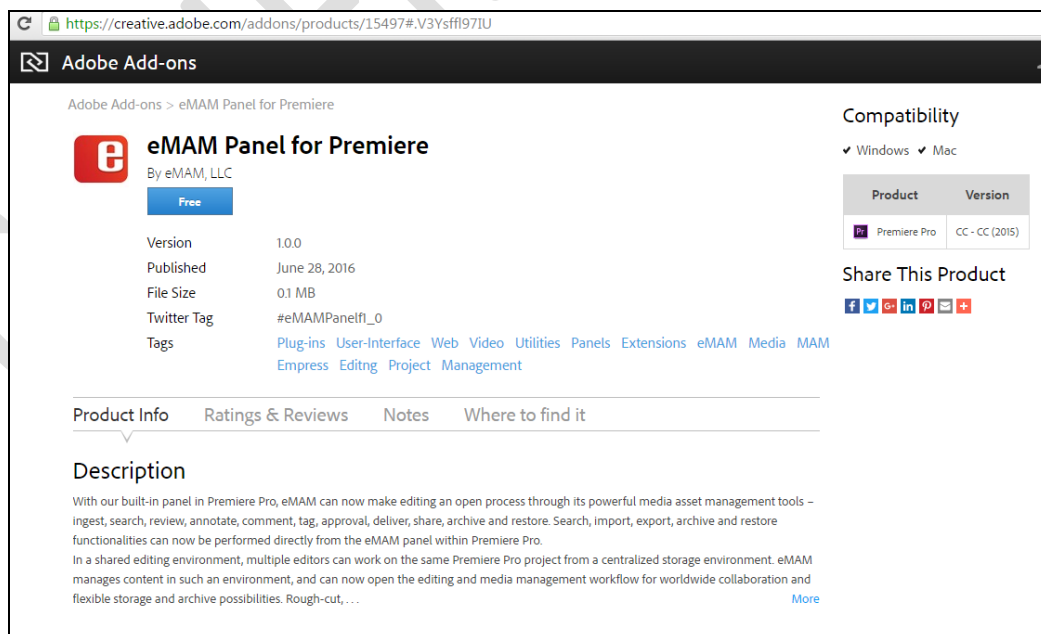 https://creative.adobe.com/addons/products/15497#.V3Ysffl97IU
Adobe Add-ons
Adobe Add-ons > eMAM Panel for Premiere
eMAM Panel for Premiere
By eMAM, LLC
Free
Version 1.0.0
Published June 28, 2016
File Size 0.1 MB
Twitter Tag #eMAMPanelf1_0
Tags Plug-ins User-Interface Web Video Utilities Panels Extensions eMAM Media MAM
Empress Editng Project Management
Compatibility
✔ Windows ✔ Mac
Product Version
Pr Premiere Pro CC - CC (2015)
Share This Product
Product Info Ratings & Reviews Notes Where to find it
Description
With our built-in panel in Premiere Pro, eMAM can now make editing an open process through its powerful media asset management tools –
ingest, search, review, annotate, comment, tag, approval, deliver, share, archive and restore. Search, import, export, archive and restore
functionalities can now be performed directly from the eMAM panel within Premiere Pro.
In a shared editing environment, multiple editors can work on the same Premiere Pro project from a centralized storage environment. eMAM
manages content in such an environment, and can now open the editing and media management workflow for worldwide collaboration and
flexible storage and archive possibilities. Rough-cut, . . . More